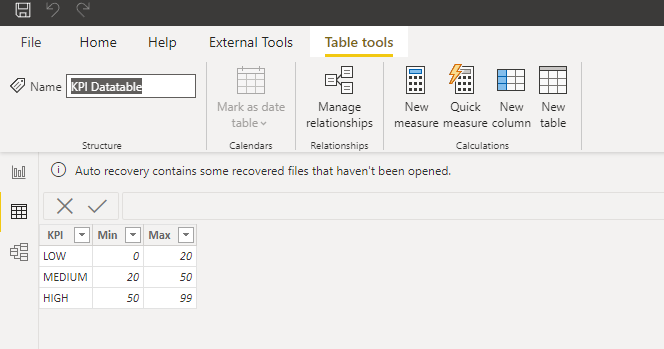 File Home Help External Tools Table tools
Name KPI Datatable
Mark as date table
Manage relationships
New measure
Quick measure
New column
New table
Structure Calendars Relationships Calculations
Auto recovery contains some recovered files that haven't been opened.
KPI Min Max
LOW 0 20
MEDIUM 20 50
HIGH 50 99